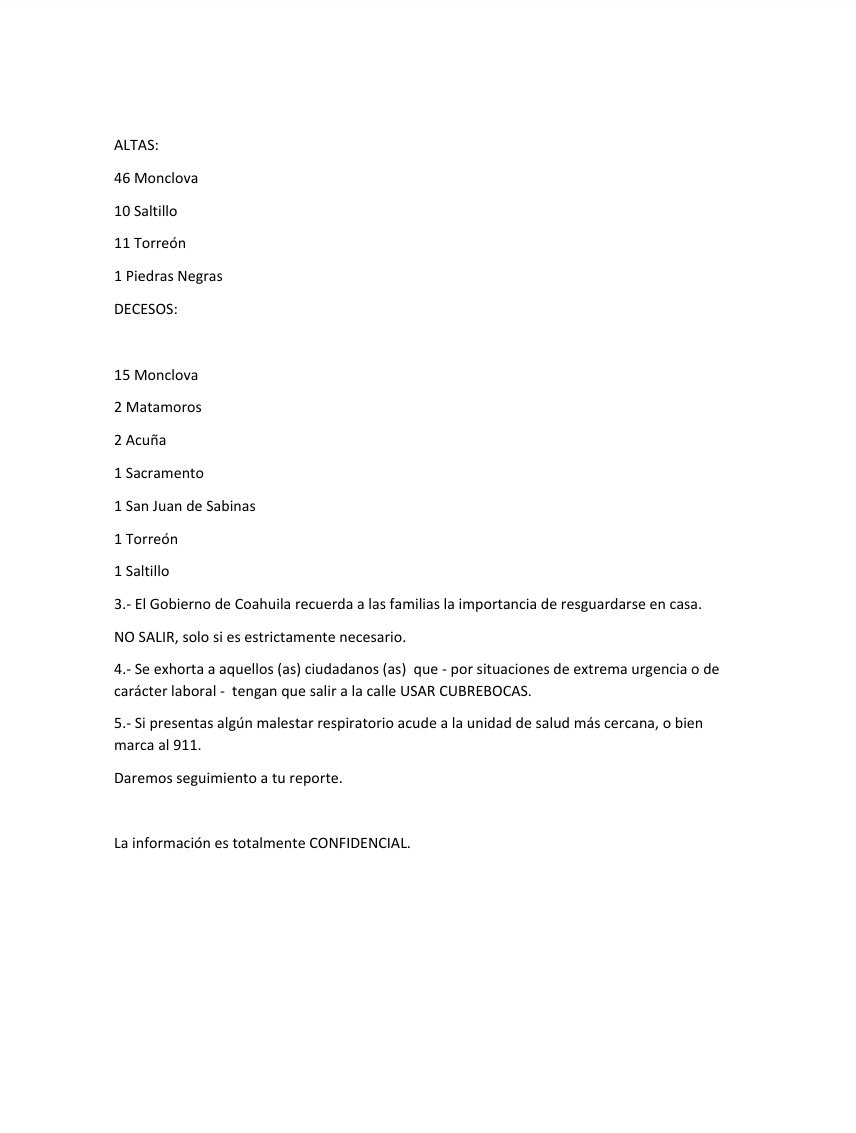 ALTAS:
46 Monclova
10 Saltillo
11 Torreón
1 Piedras Negras
DECESOS:
15 Monclova
2 Matamoros
2 Acuña
1 Sacramento
1 San Juan de Sabinas
1 Torreón
1 Saltillo
3.- El Gobierno de Coahuila recuerda a las familias la importancia de resguardarse en casa.
NO SALIR, solo si es estrictamente necesario.
4.- Se exhorta a aquellos (as) ciudadanos (as)  que - por situaciones de extrema urgencia o de
carácter laboral -  tengan que salir a la calle USAR CUBREBOCAS.
5.- Si presentas algún malestar respiratorio acude a la unidad de salud más cercana, o bien
marca al 911.
Daremos seguimiento a tu reporte.
La información es totalmente CONFIDENCIAL.